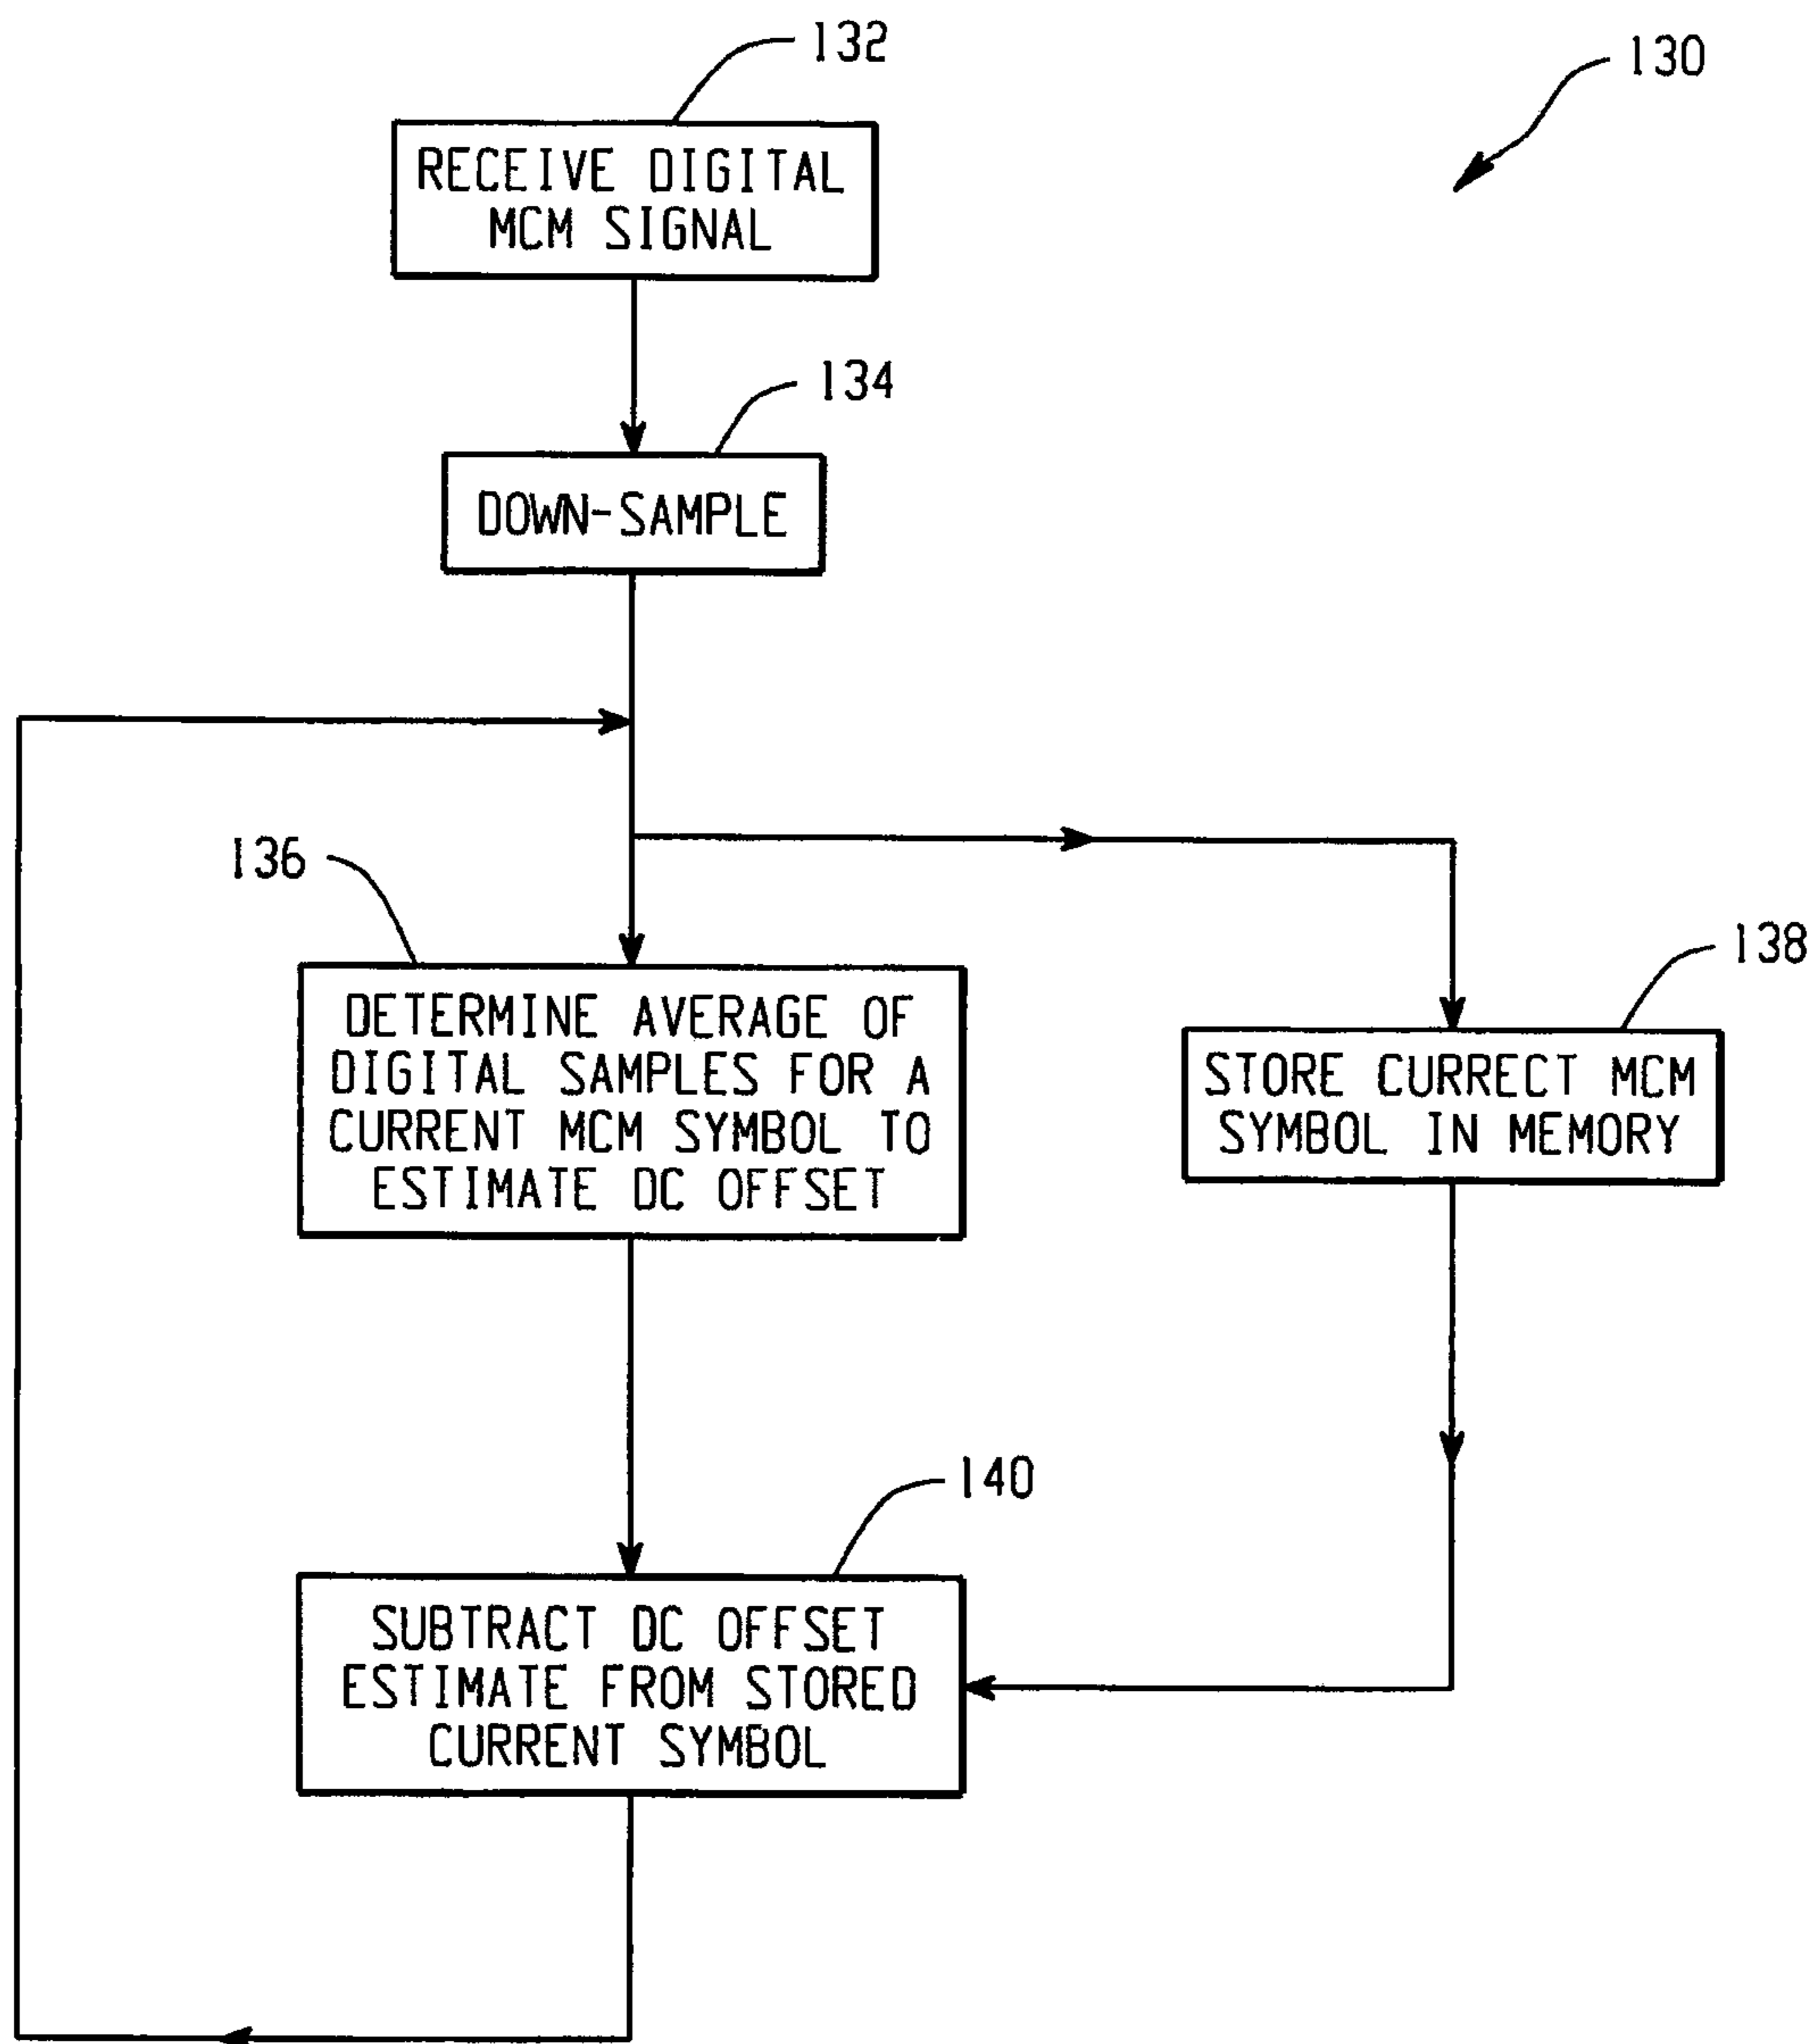 132
130
RECEIVE DIGITAL
MCM SIGNAL
134
DOWN-SAMPLE
136
138
DETERMINE AVERAGE OF
DIGITAL SAMPLES FOR A
CURRENT MCM SYMBOL TO
ESTIMATE DC OFFSET
STORE CURRECT MCM
SYMBOL IN MEMORY
140
SUBTRACT DC OFFSET
ESTIMATE FROM STORED
CURRENT SYMBOL